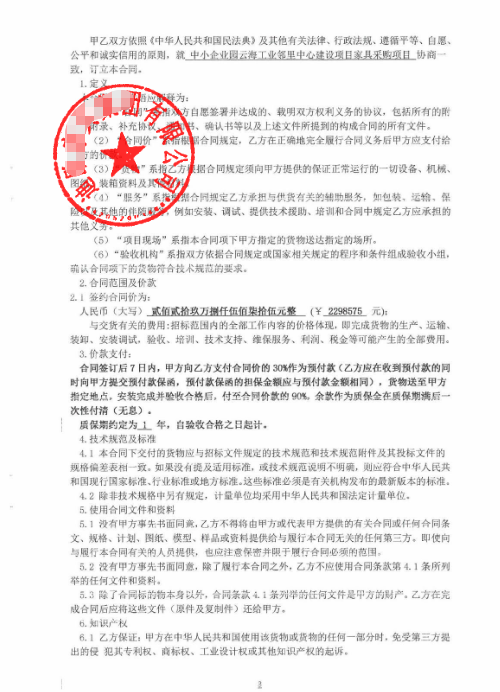 甲乙双方依照《中华人民共和国民法典》及其他有关法律、行政法规、遵循平等、自愿、
公平和诚实信用的原则，就 中小企业园云海工业邻里中心建设项目家具采购项目 协商一
致，订立本合同。
1.定义
应解释为:
系指双方自愿签署并达成的、载明双方权利义务的协议，包括所有的附
录、补充协议、确认书等以及上述文件所提到的构成合同的所有文件。
（2）“合同价”系指根据合同规定，乙方在正确地完全履行合同义务后甲方应支付给
方的价
（3）“货物”系指乙方根据合同规定须向甲方提供的保证正常运行的一切设备、机械、
装箱资料及其
（4）“服务”系指根据合同规定乙方承担与供货有关的辅助服务，如包装、运输、保
险以及其他的伴随服务，例如安装、调试、提供技术援助、培训和合同中规定乙方应承担的
其他义务。
（5）“项目现场”系指本合同项下甲方指定的货物送达指定的场所。
（6）“验收机构”系指双方依据合同规定或国家相关规定的程序和条件组成验收小组，
确认合同项下的货物符合技术规范的要求。
2.合同范围及价款
2.1 签约合同价为:
人民币（大写）贰佰贰拾玖万捌仟伍佰柒拾伍元整 （￥ 2298575 元）;
与交货有关的费用:招标范围内的全部工作内容的价格体现，即完成货物的生产、运输、
装卸、安装调试，验收、培训、技术支持、维保服务、利润、税金等可能产生的全部费用。
3.价款支付:
合同签订后 7 日内，甲方向乙方支付合同价的 30%作为预付款（乙方应在收到预付款的同
时向甲方提交预付款保函，预付款保函的担保金额应与预付款金额相同），货物送至甲方
指定地点，安装完成并验收合格后，付至合同价款的 90%，余款作为质保金在质保期满后一
次性付清（无息）。
质保期约定为 1 年，自验收合格之日起计。
4.技术规范及标准
4.1 本合同下交付的货物应与招标文件规定的技术规范和技术规范附件及其投标文件的
规格偏差表相一致。如果没有提及适用标准，或技术规范说明不明确，则应符合中华人民共
和国现行国家标准、行业标准或地方标准。这些标准必须是有关机构发布的最新版本的标准。
4.2 除非技术规格中另有规定，计量单位均采用中华人民共和国法定计量单位。
5.使用合同文件和资料
5.1 没有甲方事先书面同意，乙方不得将由甲方或代表甲方提供的有关合同或任何合同条
文、规格、计划、图纸、模型、样品或资料提供给与履行本合同无关的任何第三方。即使向
与履行本合同有关的人员提供，也应注意保密并限于履行合同必须的范围。
5.2 没有甲方事先书面同意，除了履行本合同之外，乙方不应使用合同条款第 4.1 条所列
举的任何文件和资料。
5.3 除了合同标的物本身以外，合同条款 4.1 条列举的任何文件是甲方的财产。乙方在完
成合同后应将这些文件（原件及复制件）还给甲方。
6.知识产权
6.1 乙方保证:甲方在中华人民共和国使用该货物或货物的任何一部分时，免受第三方提
出的侵 犯其专利权、商标权、工业设计权或其他知识产权的起诉。
有限公司